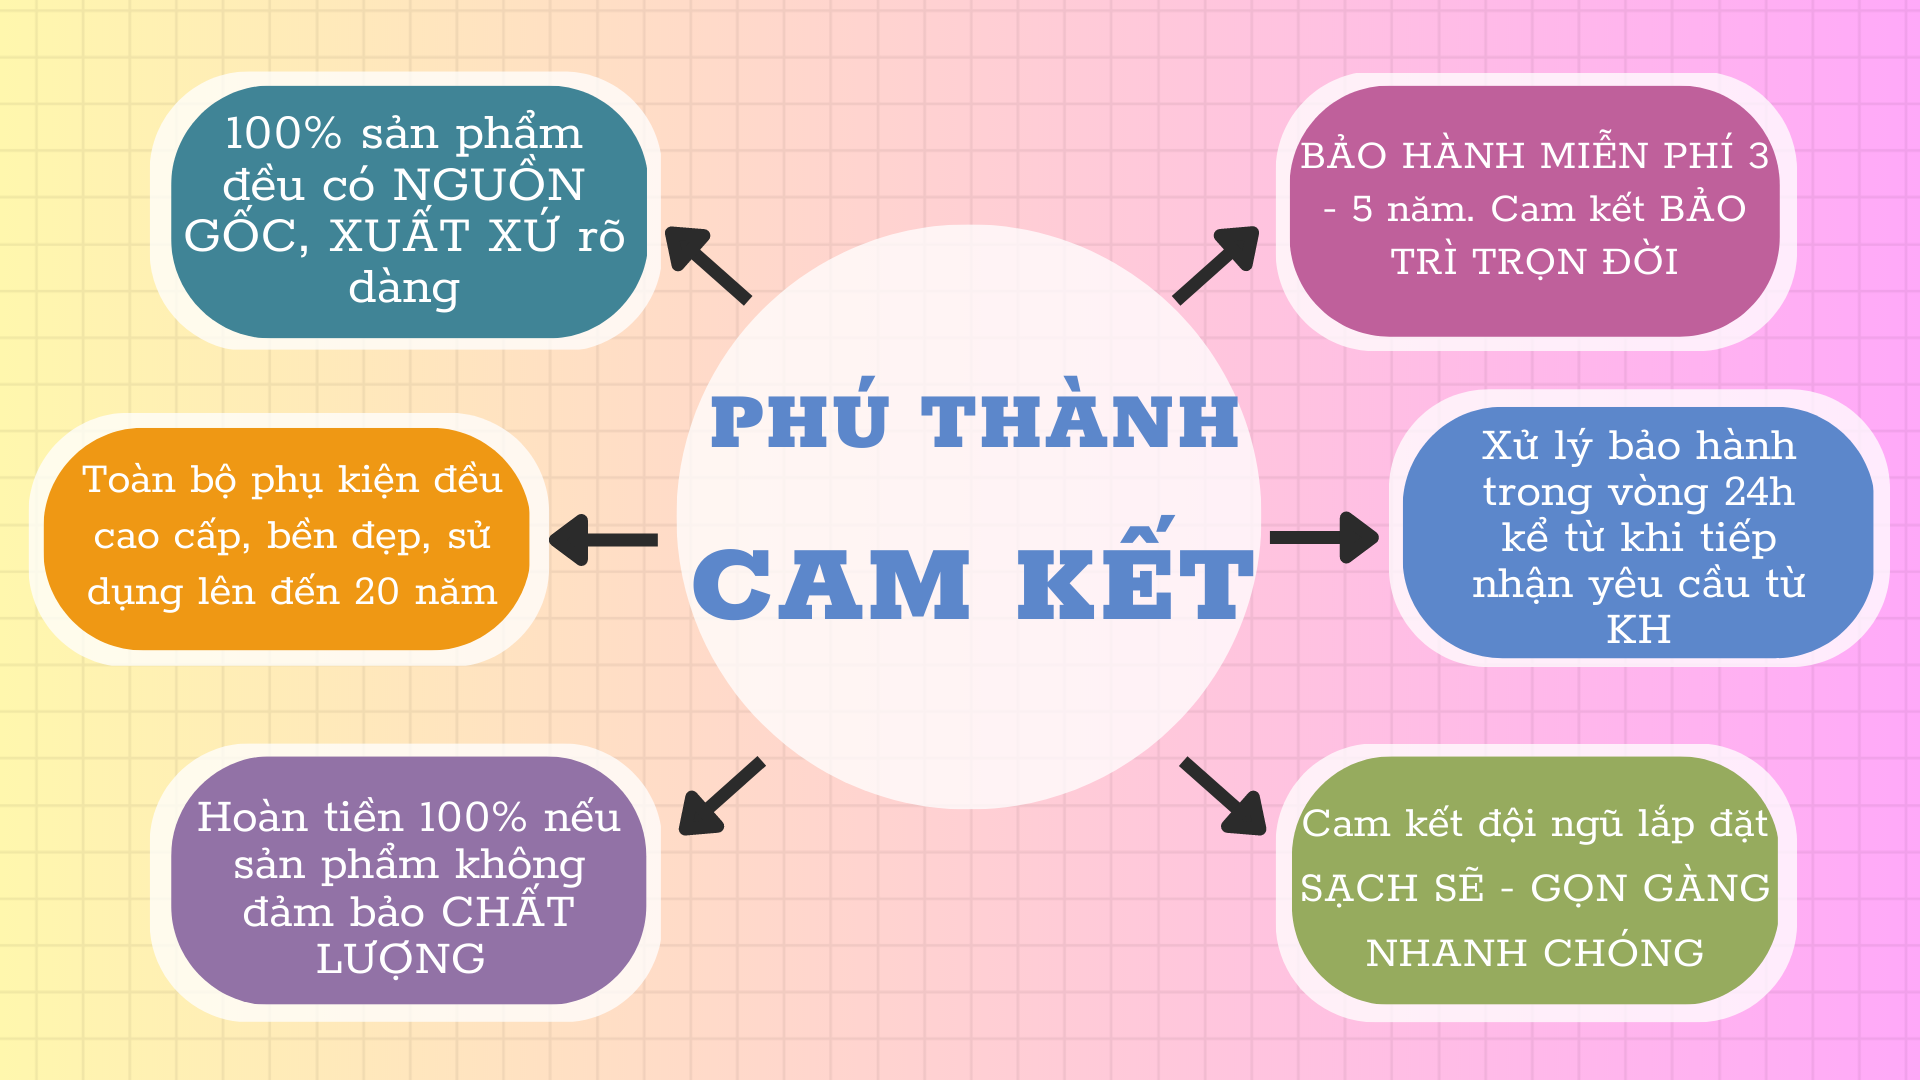 100% sản phẩm
đều có NGUỒN
GỐC, XUẤT XỨ rõ
dàng
Toàn bộ phụ kiện đều
cao cấp, bền đẹp, sử
dụng lên đến 20 năm
Hoàn tiền 100% nếu
sản phẩm không
đảm bảo CHẤT
LƯỢNG
PHÚ THÀNH
CAM KẾT
BẢO HÀNH MIỄN PHÍ 3
- 5 năm. Cam kết BẢO
TRÌ TRỌN ĐỜI
Xử lý bảo hành
trong vòng 24h
kể từ khi tiếp
nhận yêu cầu từ
KH
Cam kết đội ngũ lắp đặt
SẠCH SẼ - GỌN GÀNG
NHANH CHÓNG